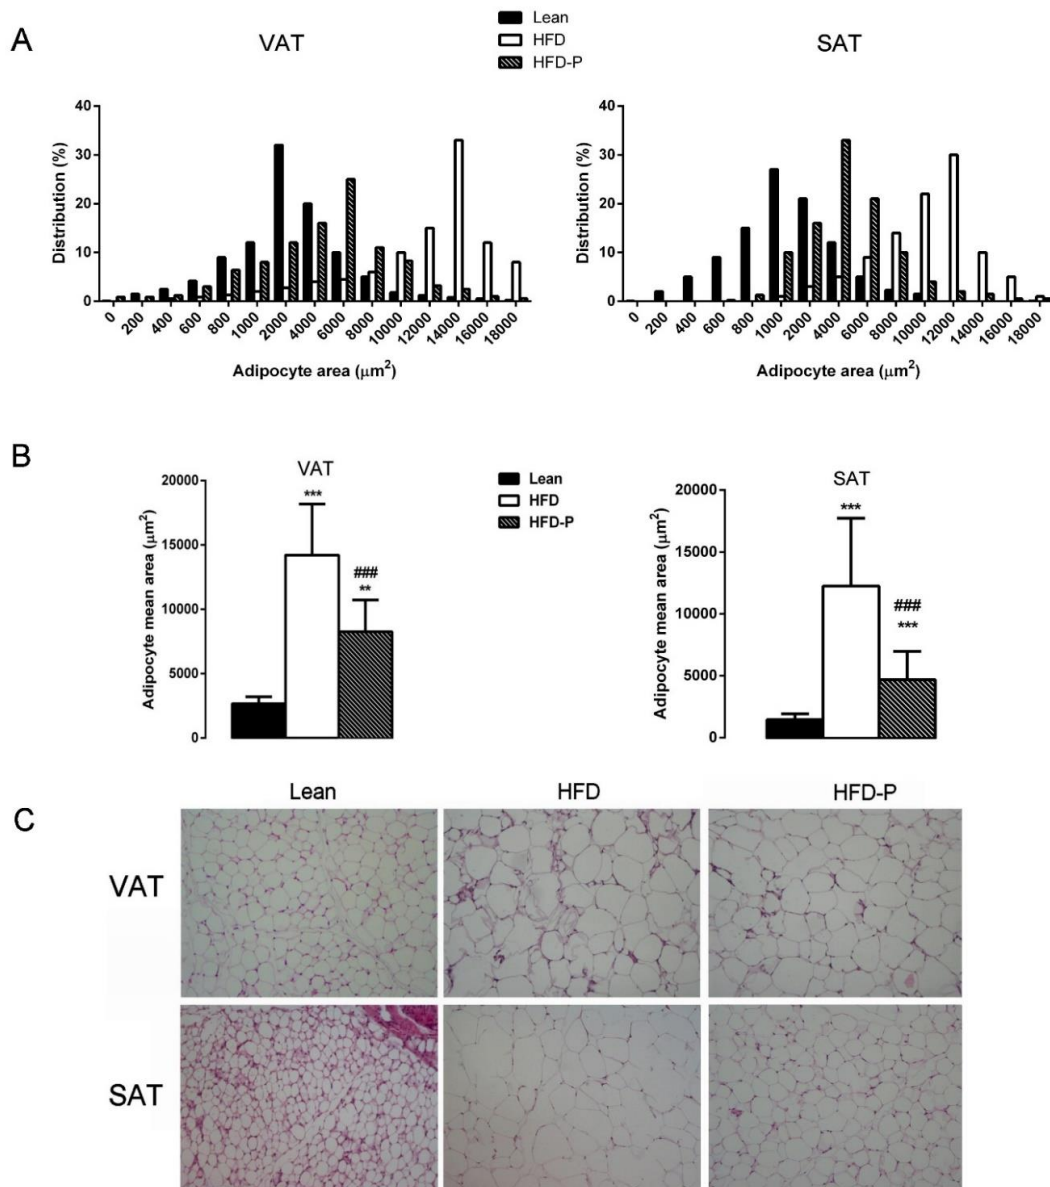 A
VAT
Lean
HFD
HFD-P
SAT
Distribution (%)
40
30
20
10
0
0 200 400 600 800 1000 2000 4000 6000 8000 10000 12000 14000 16000 18000
Adipocyte area (μm²)
Distribution (%)
40
30
20
10
0
0 200 400 600 800 1000 2000 4000 6000 8000 10000 12000 14000 16000 18000
Adipocyte area (μm²)
B
VAT
Adipocyte mean area (μm²)
20000
15000
10000
5000
0
***
###
**
Lean
HFD
HFD-P
SAT
Adipocyte mean area (μm²)
20000
15000
10000
5000
0
***
###
***
C
Lean HFD HFD-P
VAT
SAT